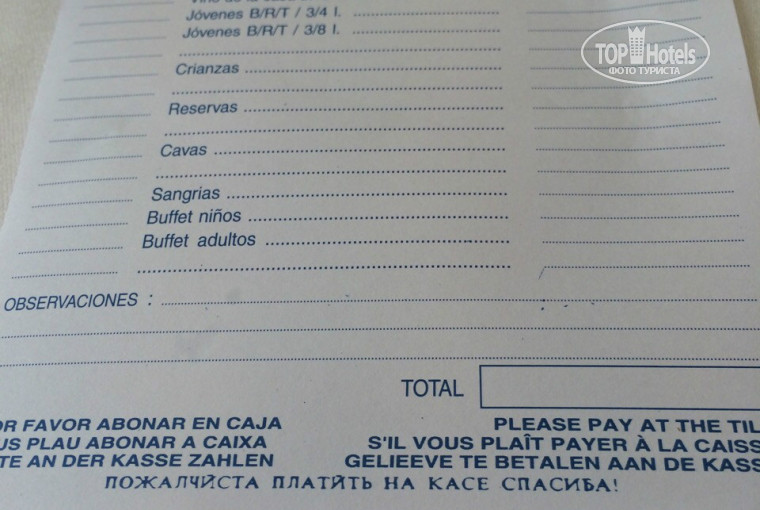 TOP Hotels
ФОТО ТУРИСТА
Jóvenes B/R/T / 3/4 l.
Jóvenes B/R/T / 3/8 l.
Crianzas
Reservas
Cavas
Sangrias
Buffet niños
Buffet adultos
OBSERVACIONES :
TOTAL
OR FAVOR ABONAR EN CAJA
US PLAU ABONAR A CAIXA
TE AN DER KASSE ZAHLEN
PLEASE PAY AT THE TIL
S'IL VOUS PLAÎT PAYER À LA CAISS
GELIEEVE TE BETALEN AAN DE KASS
ПОЖАЛЧЙСТА ПЛАТЙТЬ НА КАСЕ СПАСИБА!